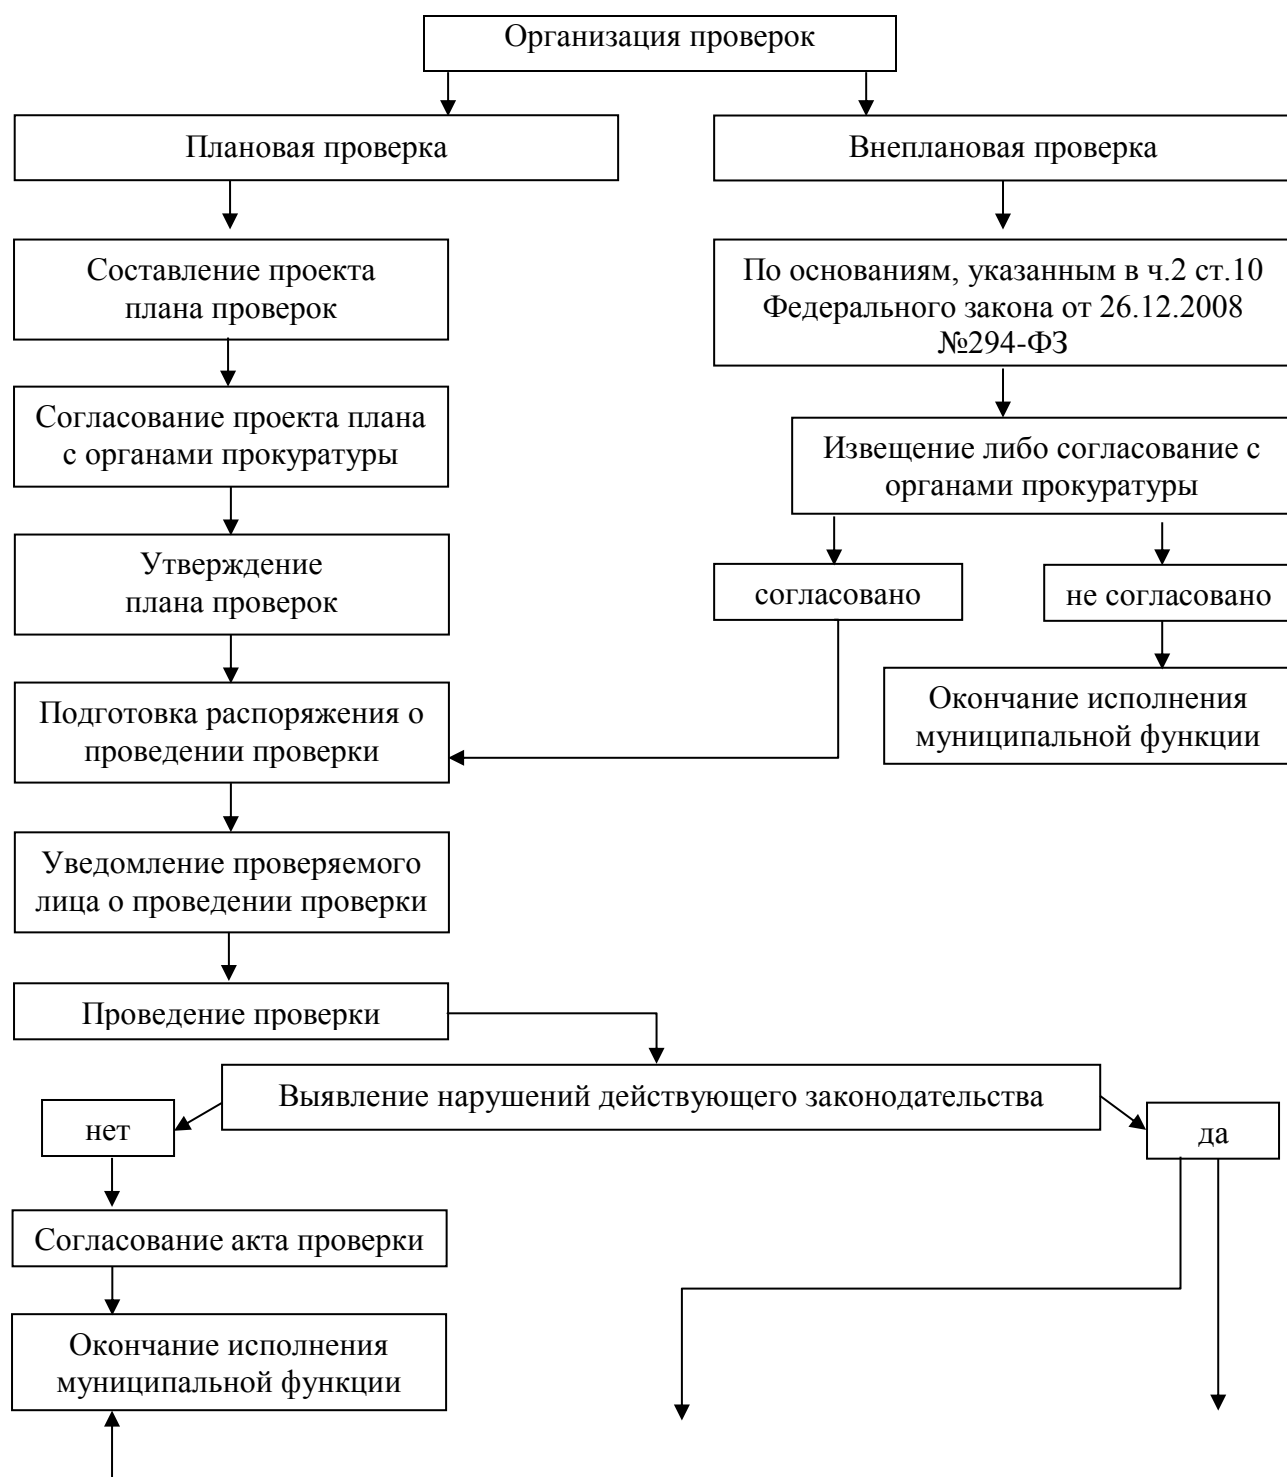 Организация проверок
Плановая проверка
Внеплановая проверка
Составление проекта
плана проверок
По основаниям, указанным в ч.2 ст.10
Федерального закона от 26.12.2008
№294-ФЗ
Согласование проекта плана
с органами прокуратуры
Извещение либо согласование с
органами прокуратуры
Утверждение
плана проверок
согласовано
не согласовано
Подготовка распоряжения о
проведении проверки
Окончание исполнения
муниципальной функции
Уведомление проверяемого
лица о проведении проверки
Проведение проверки
Выявление нарушений действующего законодательства
нет
да
Согласование акта проверки
Окончание исполнения
муниципальной функции